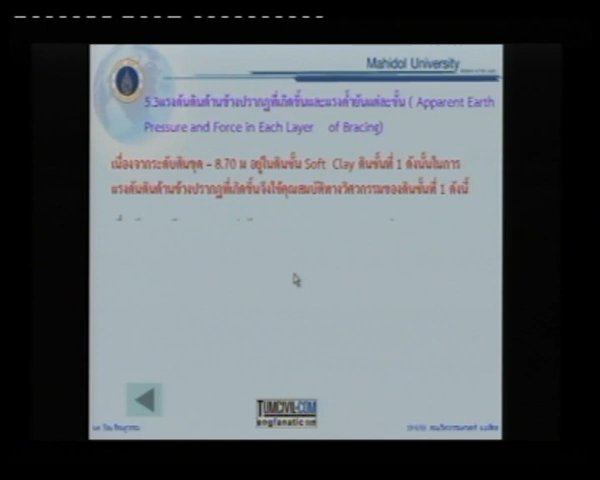 Mahidol University
5.3แรงดันดินด้านข้างปรากฏที่เกิดขึ้นและแรงค้ำยันแต่ละชั้น ( Apparent Earth
Pressure and Force in Each Layer of Bracing)
เนื่องจากระดับดินขุด – 8.70 ม อยู่ในดินชั้น Soft Clay ดินชั้นที่ 1 ดังนั้นในการ
แรงดันดินด้านข้างปรากฏที่เกิดขึ้นจึงใช้คุณสมบัติทางวิศวกรรมของดินชั้นที่ 1 ดังนี้
TUMCIVIL.COM
engfanatic